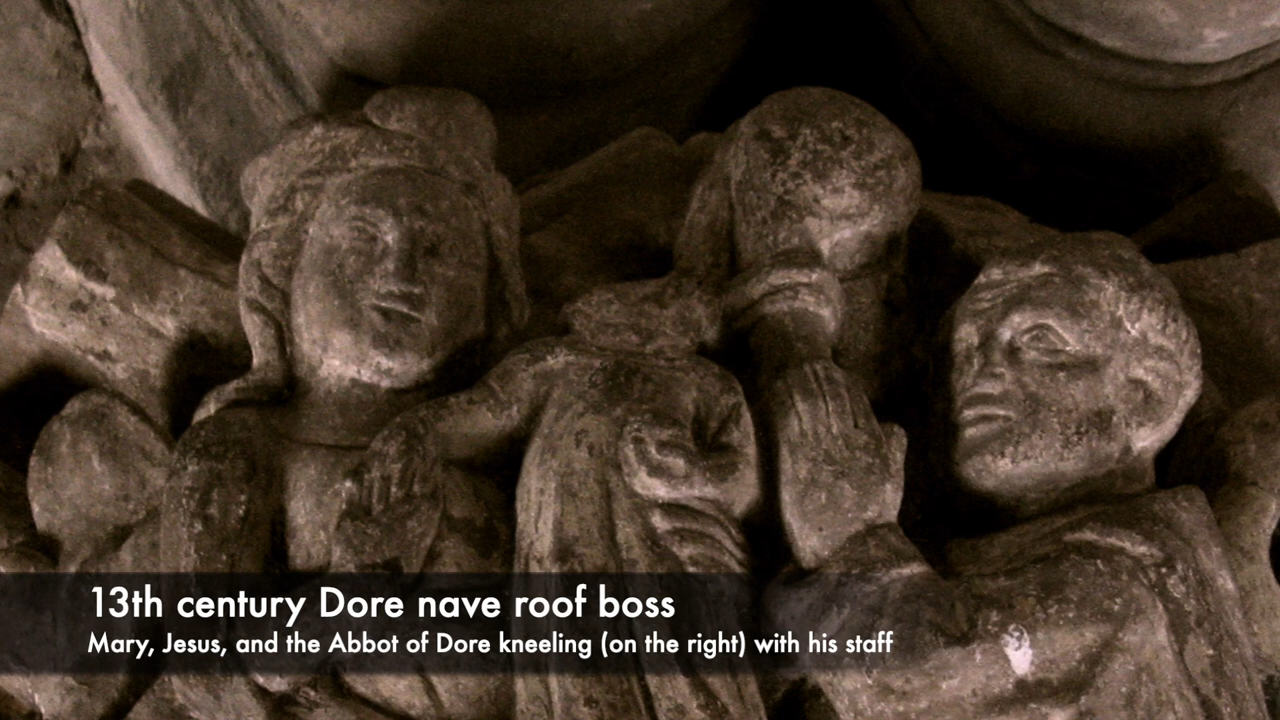 13th century Dore nave roof boss
Mary, Jesus, and the Abbot of Dore kneeling (on the right) with his staff